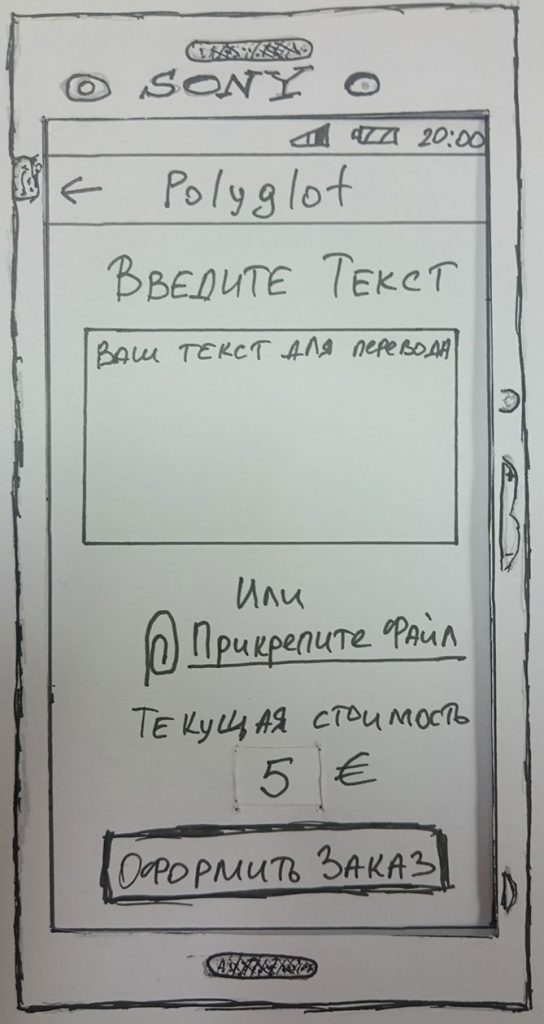 SONY
20:00
← Polyglot
Введите Текст
Ваш текст для перевода
Или
Прикрепите Файл
Текущая стоимость
5 €
Оформить Заказ